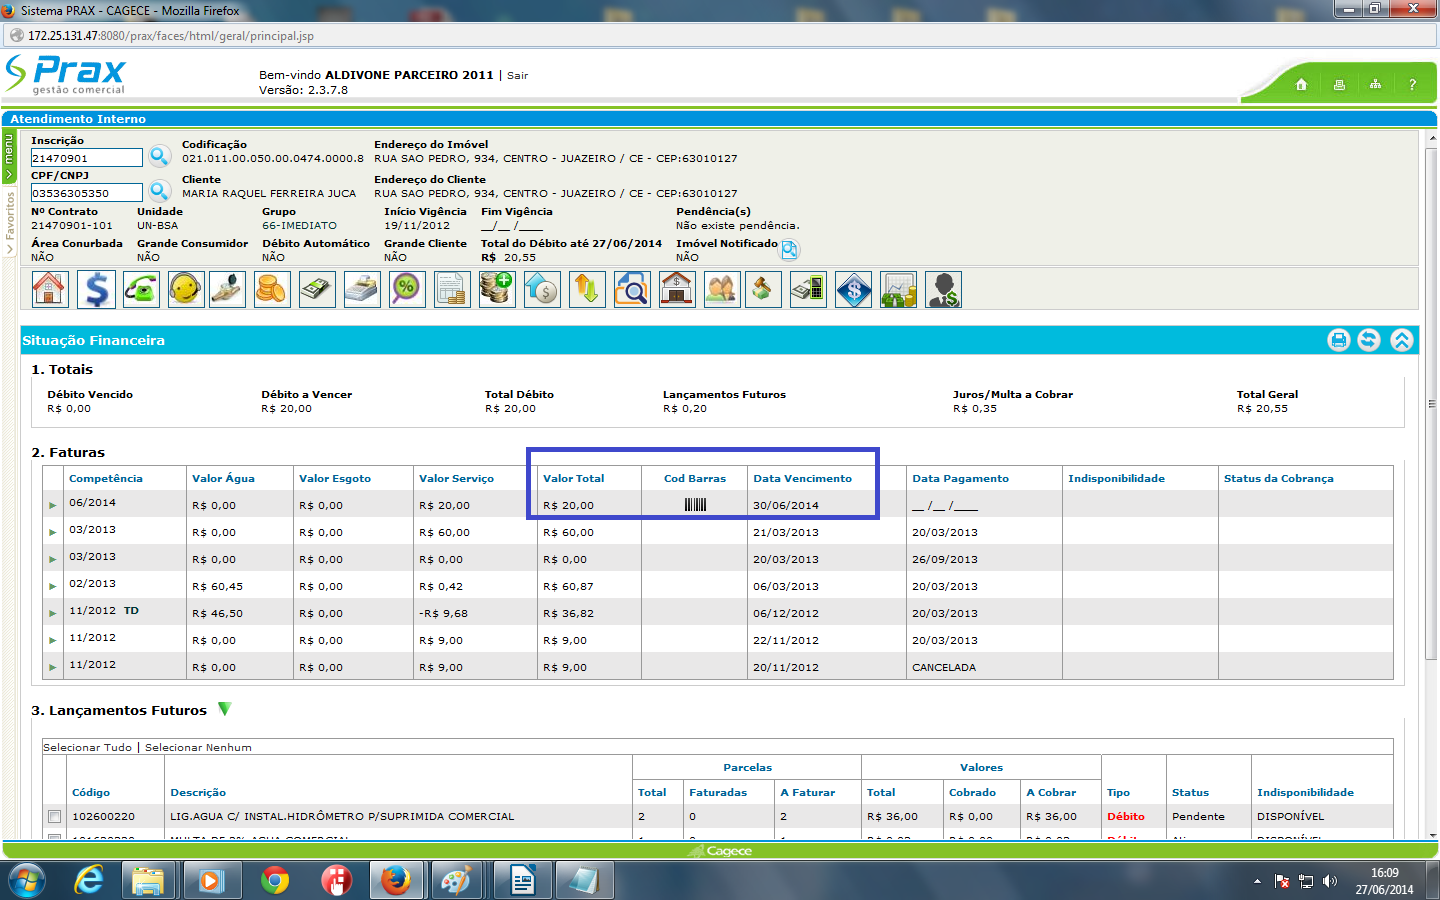 Sistema PRAX - CAGECE - Mozilla Firefox
172.25.131.47:8080/prax/faces/html/geral/principal.jsp
Prax
gestão comercial
Bem-vindo ALDIVONE PARCEIRO 2011 | Sair
Versão: 2.3.7.8
?
Atendimento Interno
menu
Favoritos
Inscrição Codificação Endereço do Imóvel
21470901 021.011.00.050.00.0474.0000.8 RUA SAO PEDRO, 934, CENTRO - JUAZEIRO / CE - CEP:63010127
CPF/CNPJ Cliente Endereço do Cliente
03536305350 MARIA RAQUEL FERREIRA JUCA RUA SAO PEDRO, 934, CENTRO - JUAZEIRO / CE - CEP:63010127
Nº Contrato Unidade Grupo Início Vigência Fim Vigência Pendência(s)
21470901-101 UN-BSA 66-IMEDIATO 19/11/2012 __/__ /____ Não existe pendência.
Área Conurbada Grande Consumidor Débito Automático Grande Cliente Total do Débito até 27/06/2014 Imóvel Notificado
NÃO NÃO NÃO NÃO R$ 20,55 NÃO
Situação Financeira
1. Totais
Débito Vencido Débito a Vencer Total Débito Lançamentos Futuros Juros/Multa a Cobrar Total Geral
R$ 0,00 R$ 20,00 R$ 20,00 R$ 0,20 R$ 0,35 R$ 20,55
2. Faturas
Competência Valor Água Valor Esgoto Valor Serviço Valor Total Cod Barras Data Vencimento Data Pagamento Indisponibilidade Status da Cobrança
06/2014 R$ 0,00 R$ 0,00 R$ 20,00 R$ 20,00 30/06/2014 __ /__ /____
03/2013 R$ 0,00 R$ 0,00 R$ 60,00 R$ 60,00 21/03/2013 20/03/2013
03/2013 R$ 0,00 R$ 0,00 R$ 0,00 R$ 0,00 20/03/2013 26/09/2013
02/2013 R$ 60,45 R$ 0,00 R$ 0,42 R$ 60,87 06/03/2013 20/03/2013
11/2012 TD R$ 46,50 R$ 0,00 -R$ 9,68 R$ 36,82 06/12/2012 20/03/2013
11/2012 R$ 0,00 R$ 0,00 R$ 9,00 R$ 9,00 22/11/2012 20/03/2013
11/2012 R$ 0,00 R$ 0,00 R$ 9,00 R$ 9,00 20/11/2012 CANCELADA
3. Lançamentos Futuros
Selecionar Tudo | Selecionar Nenhum
Parcelas Valores
Código Descrição Total Faturadas A Faturar Total Cobrado A Cobrar Tipo Status Indisponibilidade
102600220 LIG.AGUA C/ INSTAL.HIDRÔMETRO P/SUPRIMIDA COMERCIAL 2 0 2 R$ 36,00 R$ 0,00 R$ 36,00 Débito Pendente DISPONÍVEL
Cagece
16:09
27/06/2014